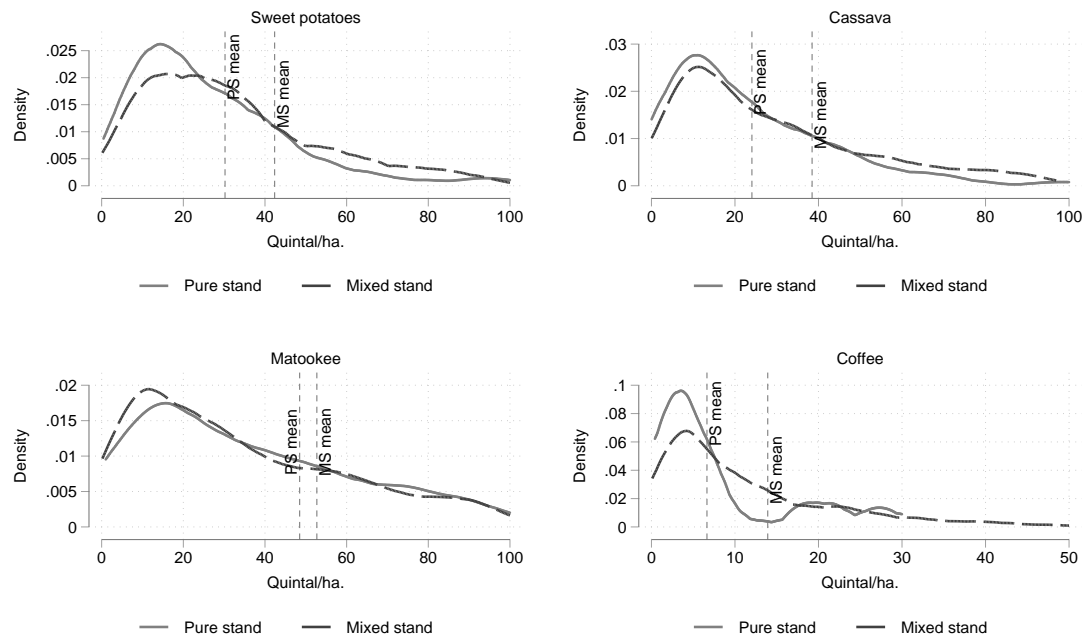 Sweet potatoes
Density
.025
.02
.015
.01
.005
0
PS mean
MS mean
0 20 40 60 80 100
Quintal/ha.
Pure stand Mixed stand
Cassava
Density
.03
.02
.01
0
PS mean
MS mean
0 20 40 60 80 100
Quintal/ha.
Pure stand Mixed stand
Matookee
Density
.02
.015
.01
.005
0
PS mean
MS mean
0 20 40 60 80 100
Quintal/ha.
Pure stand Mixed stand
Coffee
Density
.1
.08
.06
.04
.02
0
PS mean
MS mean
0 10 20 30 40 50
Quintal/ha.
Pure stand Mixed stand